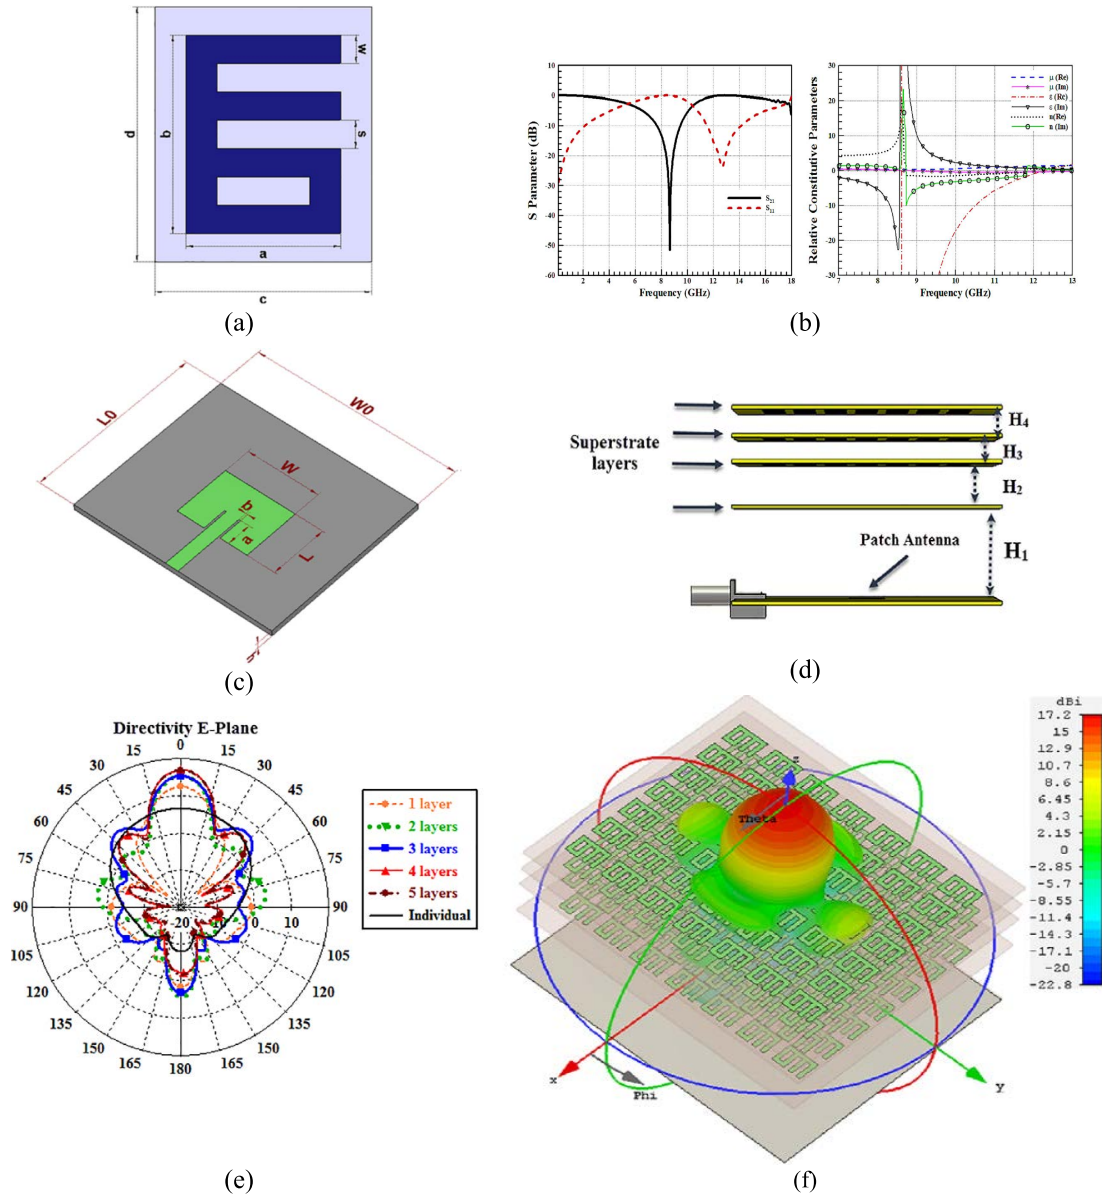 d
b
w
s
a
c
(a)
10
0
-10
-20
-30
-40
-50
-60
S Parameter (dB)
S21
S11
2 4 6 8 10 12 14 16 18
Frequency (GHz)
30
20
10
0
-10
-20
-30
Relative Constitutive Parameters
μ (Re)
μ (Im)
ε (Re)
ε (Im)
n(Re)
n (Im)
7 8 9 10 11 12 13
Frequency (GHz)
(b)
L0
W0
W
b
a
L
h
(c)
Superstrate
layers
H4
H3
H2
H1
Patch Antenna
(d)
Directivity E-Plane
0
15 15
30 30
45 45
60 60
75 75
90 -20 -10 0 10 90
105 105
120 120
135 135
150 150
165 165
180
1 layer
2 layers
3 layers
4 layers
5 layers
Individual
(e)
dBi
17.2
15
12.9
10.7
8.6
6.45
4.3
2.15
0
-2.85
-5.7
-8.55
-11.4
-14.3
-17.1
-20
-22.8
z
Theta
x
Phi
Y
(f)